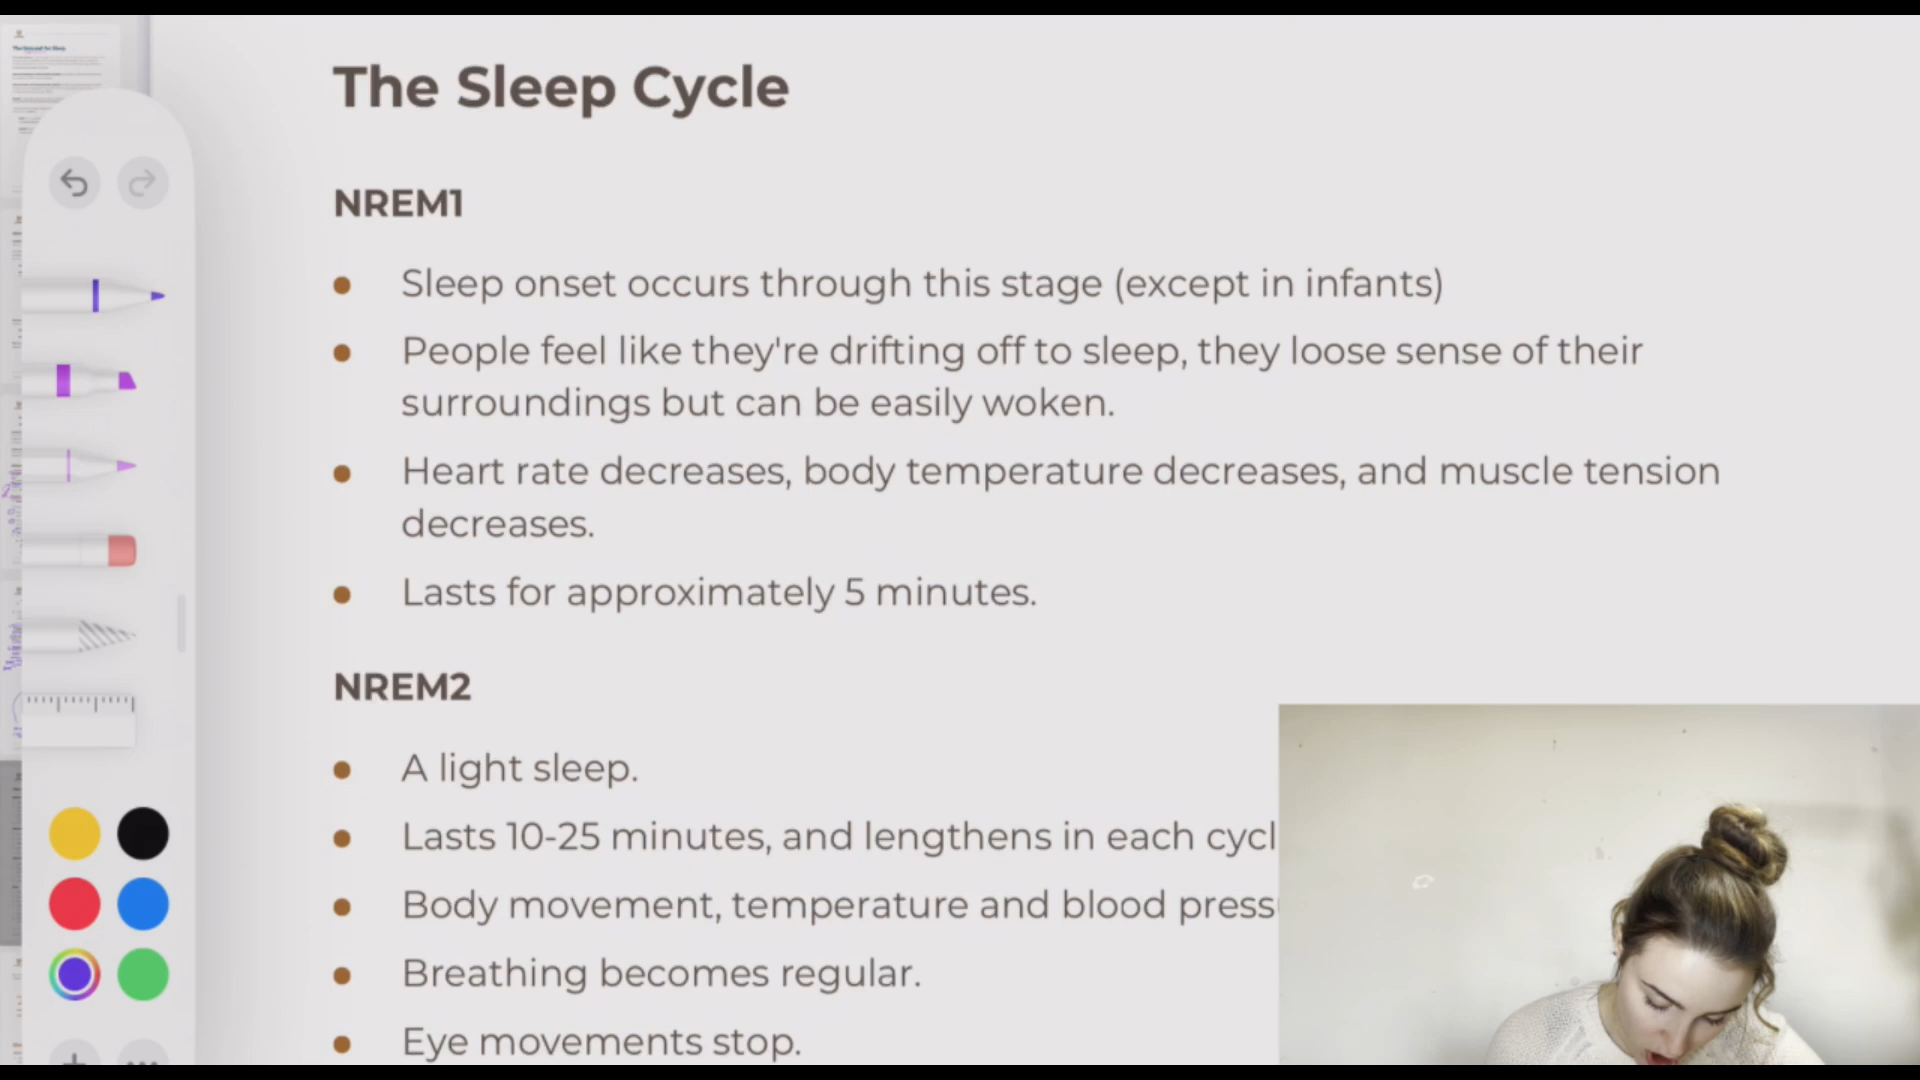 The Sleep Cycle
NREM1
Sleep onset occurs through this stage (except in infants)
People feel like they're drifting off to sleep, they loose sense of their
surroundings but can be easily woken.
Heart rate decreases, body temperature decreases, and muscle tension
decreases.
Lasts for approximately 5 minutes.
NREM2
A light sleep.
Lasts 10-25 minutes, and lengthens in each
Body movement, temperature and blood
Breathing becomes regular.
Eye movements stop.